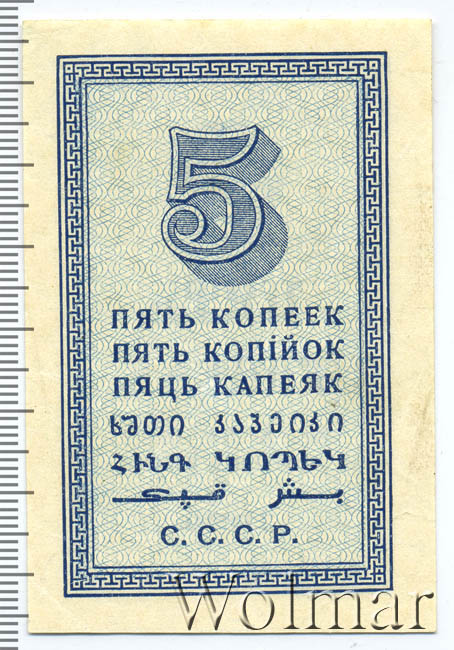 5
ПЯТЬ КОПЕЕК
ПЯТЬ КОПІЙОК
ПЯЦЬ КАПЕЯК
ᲮᲣᲗᲘ ᲙᲐᲞᲔᲘᲙᲘ
ՀԻՆԳ ԿՈՊԵԿ
بش قپك
С. С. С. Р.
Wolmar